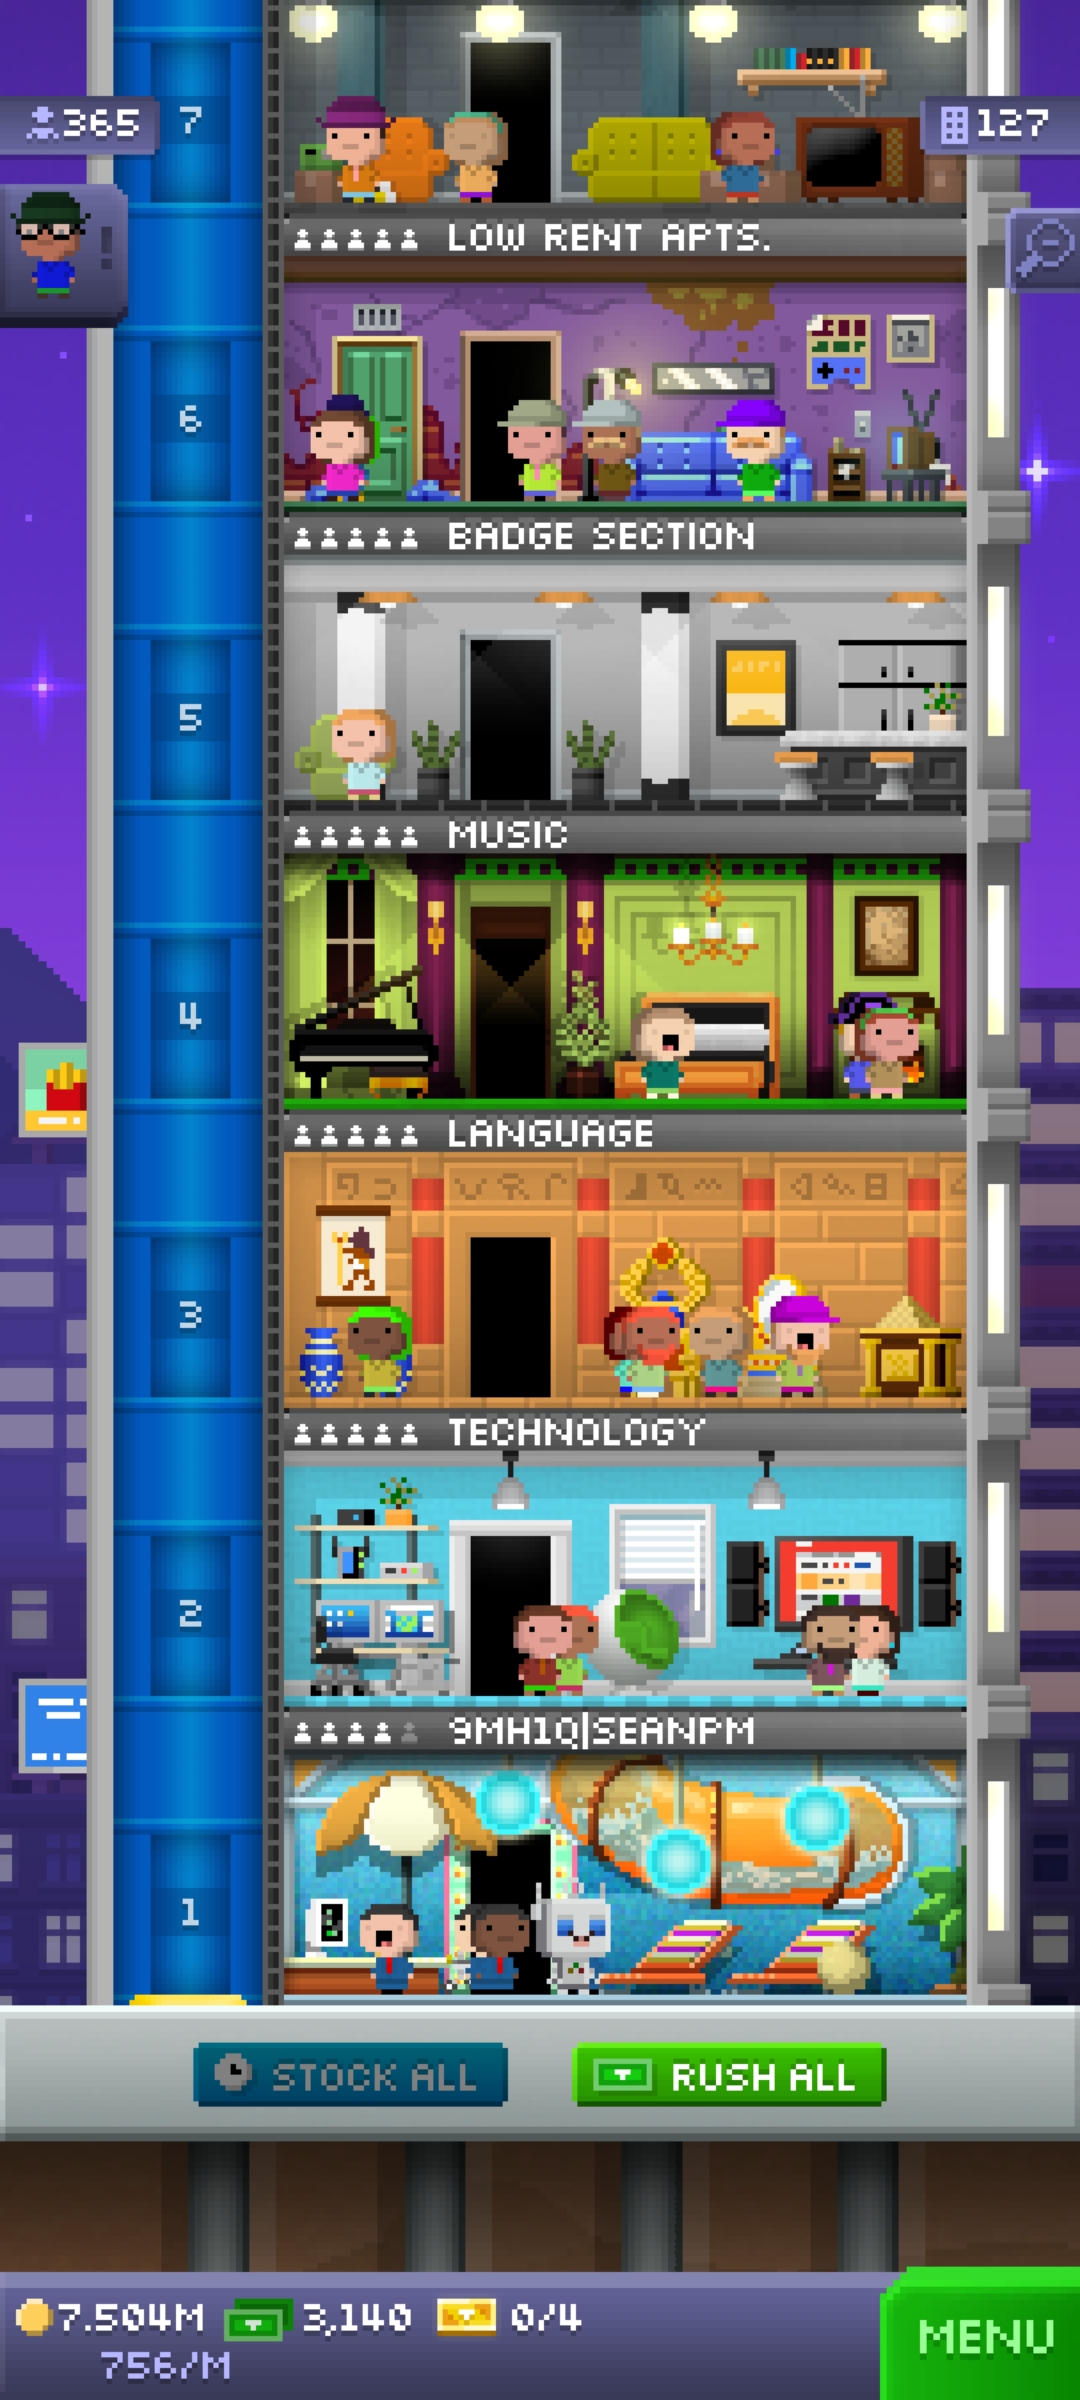 7
365
127
!
LOW RENT APTS.
6
BADGE SECTION
5
MUSIC
4
LANGUAGE
3
TECHNOLOGY
2
9MH1Q|SEANPM
1
STOCK ALL
RUSH ALL
7.504M
3,140
0/4
756/M
MENU